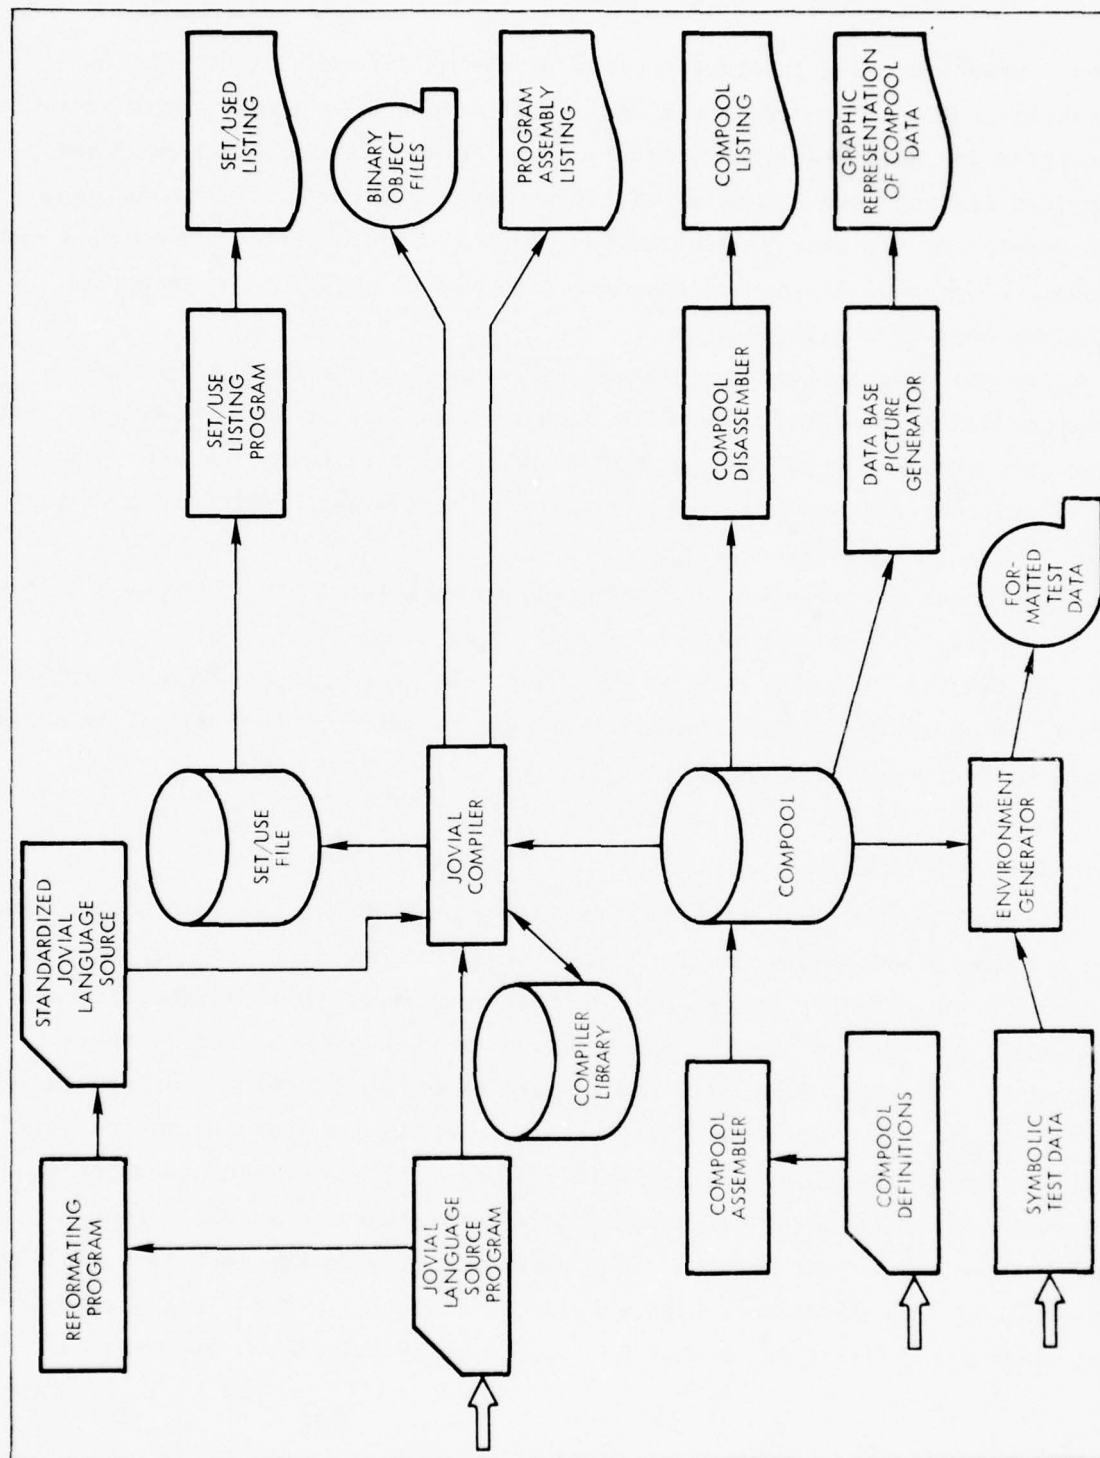 REFORMATING
PROGRAM
STANDARDIZED
JOVIAL
LANGUAGE
SOURCE
SET/USE
FILE
SET/USE
LISTING
PROGRAM
SET/USED
LISTING
JOVIAL
LANGUAGE
SOURCE
PROGRAM
COMPILER
LIBRARY
JOVIAL
COMPILER
BINARY
OBJECT
FILES
PROGRAM
ASSEMBLY
LISTING
COMPOOL
ASSEMBLER
COMPOOL
COMPOOL
DISASSEMBLER
COMPOOL
LISTING
COMPOOL
DEFINITIONS
DATA BASE
PICTURE
GENERATOR
GRAPHIC
REPRESENTATION
OF COMPOOL
DATA
SYMBOLIC
TEST DATA
ENVIRONMENT
GENERATOR
FOR-
MATTED
TEST
DATA